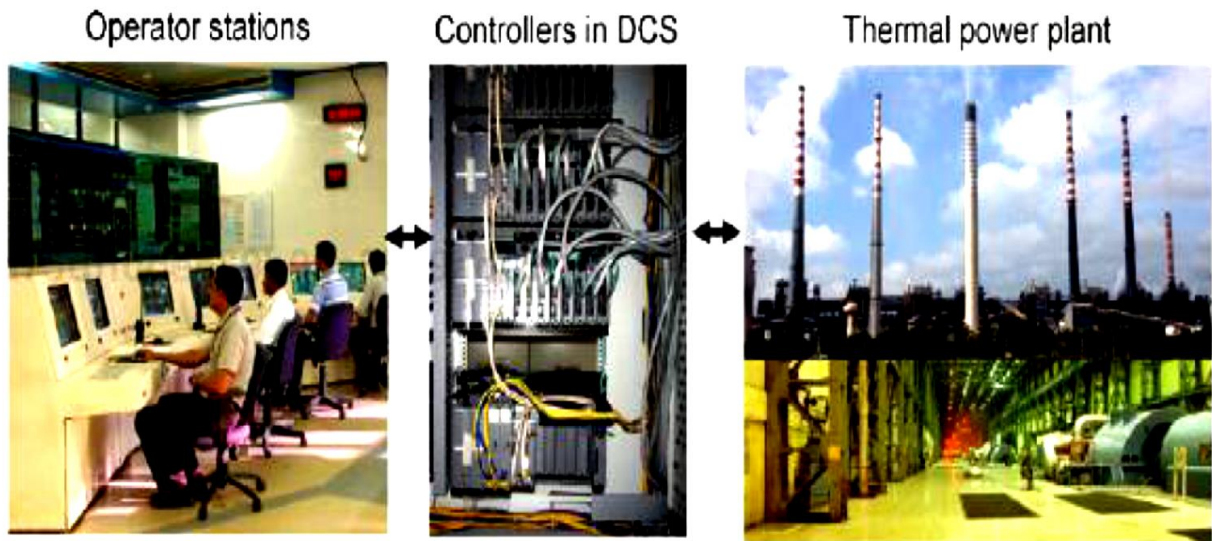 Operator stations
Controllers in DCS
Thermal power plant